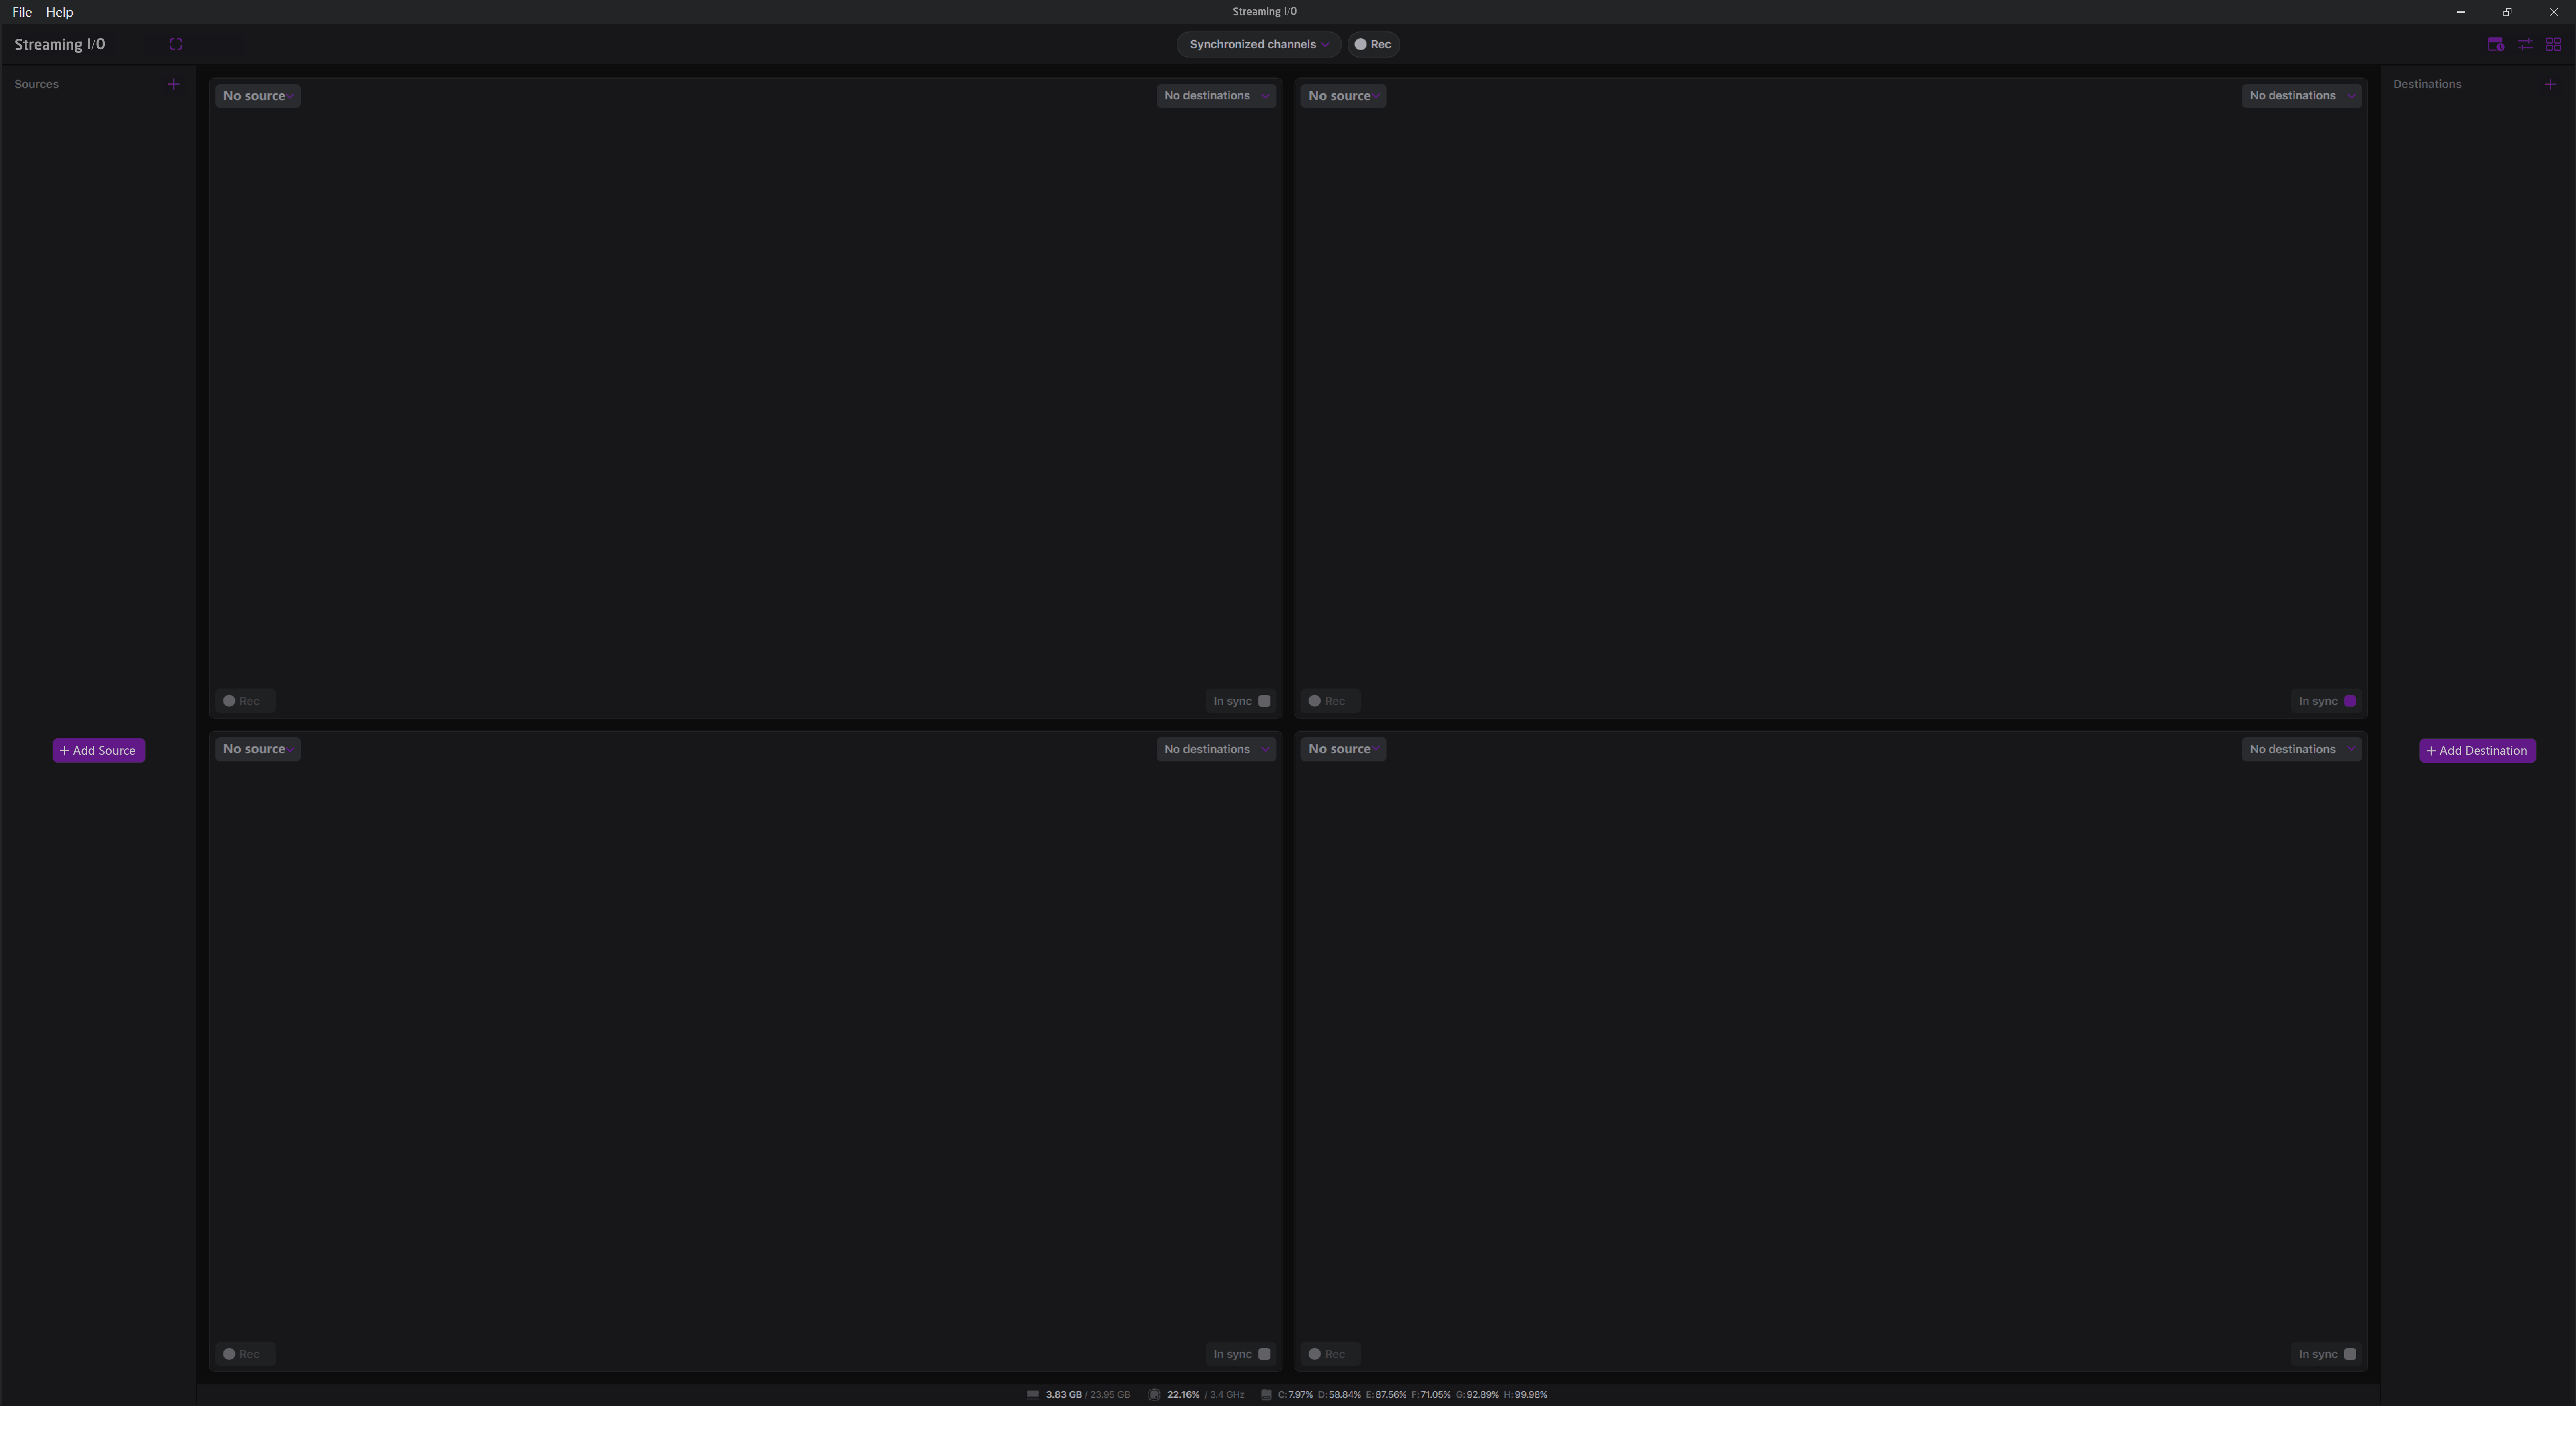 File Help
Streaming I/O
Streaming I/O
Synchronized channels
Rec
Sources
Destinations
No source
No destinations
No source
No destinations
Rec
In sync
Rec
In sync
+ Add Source
No source
No destinations
No source
No destinations
+ Add Destination
Rec
In sync
Rec
In sync
3.83 GB / 23.95 GB 22.16% / 3.4 GHz C:7.97% D:58.84% E:87.56% F:71.05% G:92.89% H:99.98%